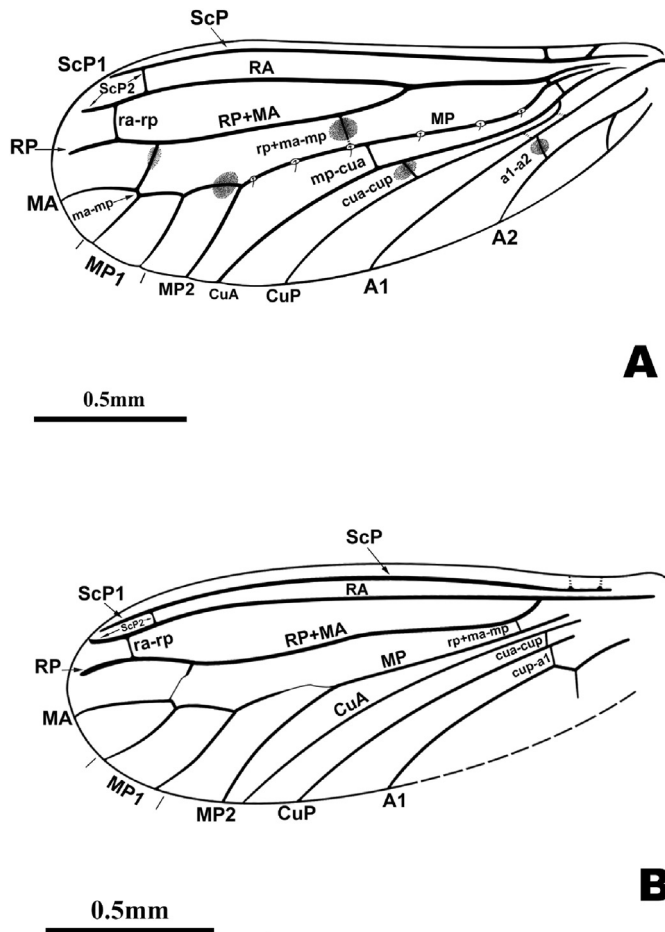 ScP
ScP1
ScP2
RA
ra-rp
RP+MA
MP
RP
rp+ma-mp
mp-cua
cua-cup
a1-a2
MA
ma-mp
MP1
MP2
CuA
CuP
A1
A2
A
0.5mm
ScP
ScP1
ScP2
RA
ra-rp
RP+MA
rp+ma-mp
RP
MP
cua-cup
cup-a1
CuA
MA
MP1
MP2
CuP
A1
B
0.5mm